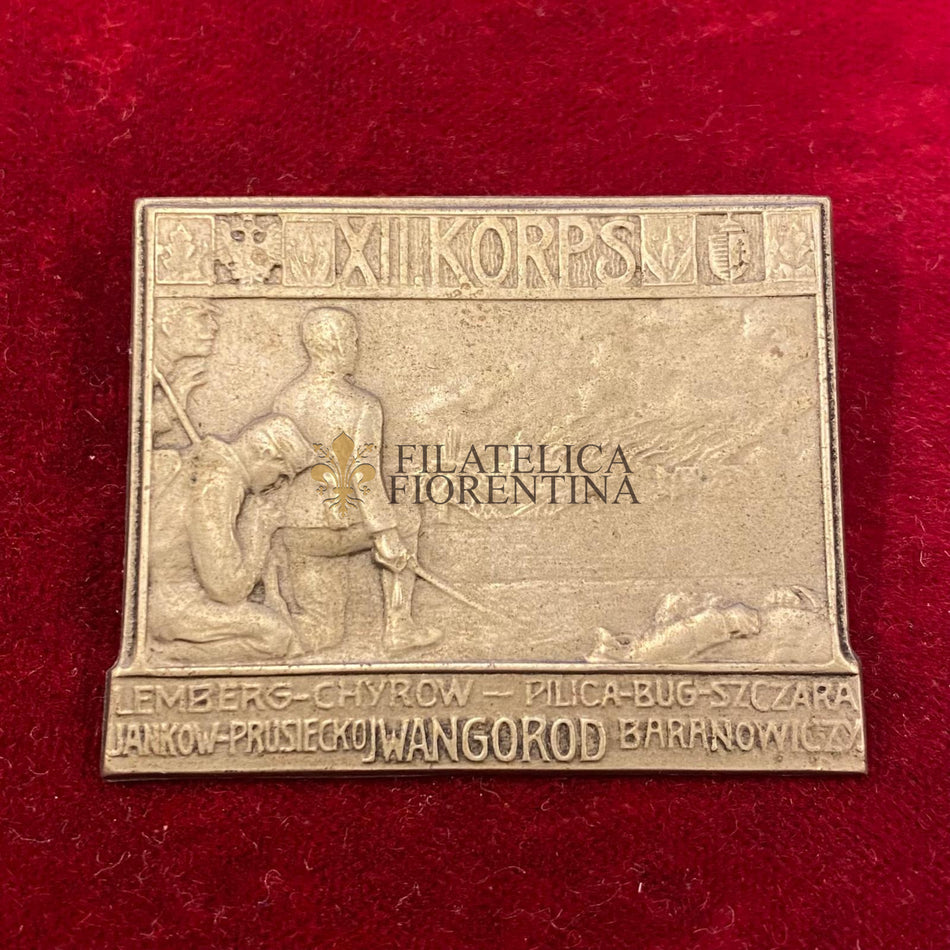 XII. KORPS
FILATELICA
FIORENTINA
LEMBERG-CHYROW — PILICA-BUG-SZCZARA
JANKOW-PRUSIECKO JWANGOROD BARANOWICZY